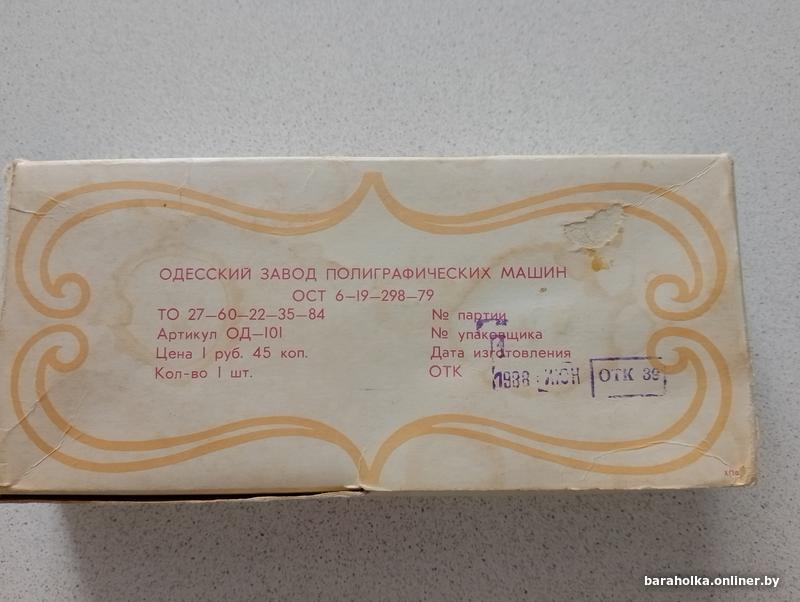 ОДЕССКИЙ ЗАВОД ПОЛИГРАФИЧЕСКИХ МАШИН
ОСТ 6–19–298–79
ТО 27–60–22–35–84
Артикул ОД–101
Цена 1 руб. 45 коп.
Кол-во 1 шт.
№ партии
№ упаковщика
Дата изготовления
ОТК
1988 ИЮН
ОТК 39
baraholka.onliner.by